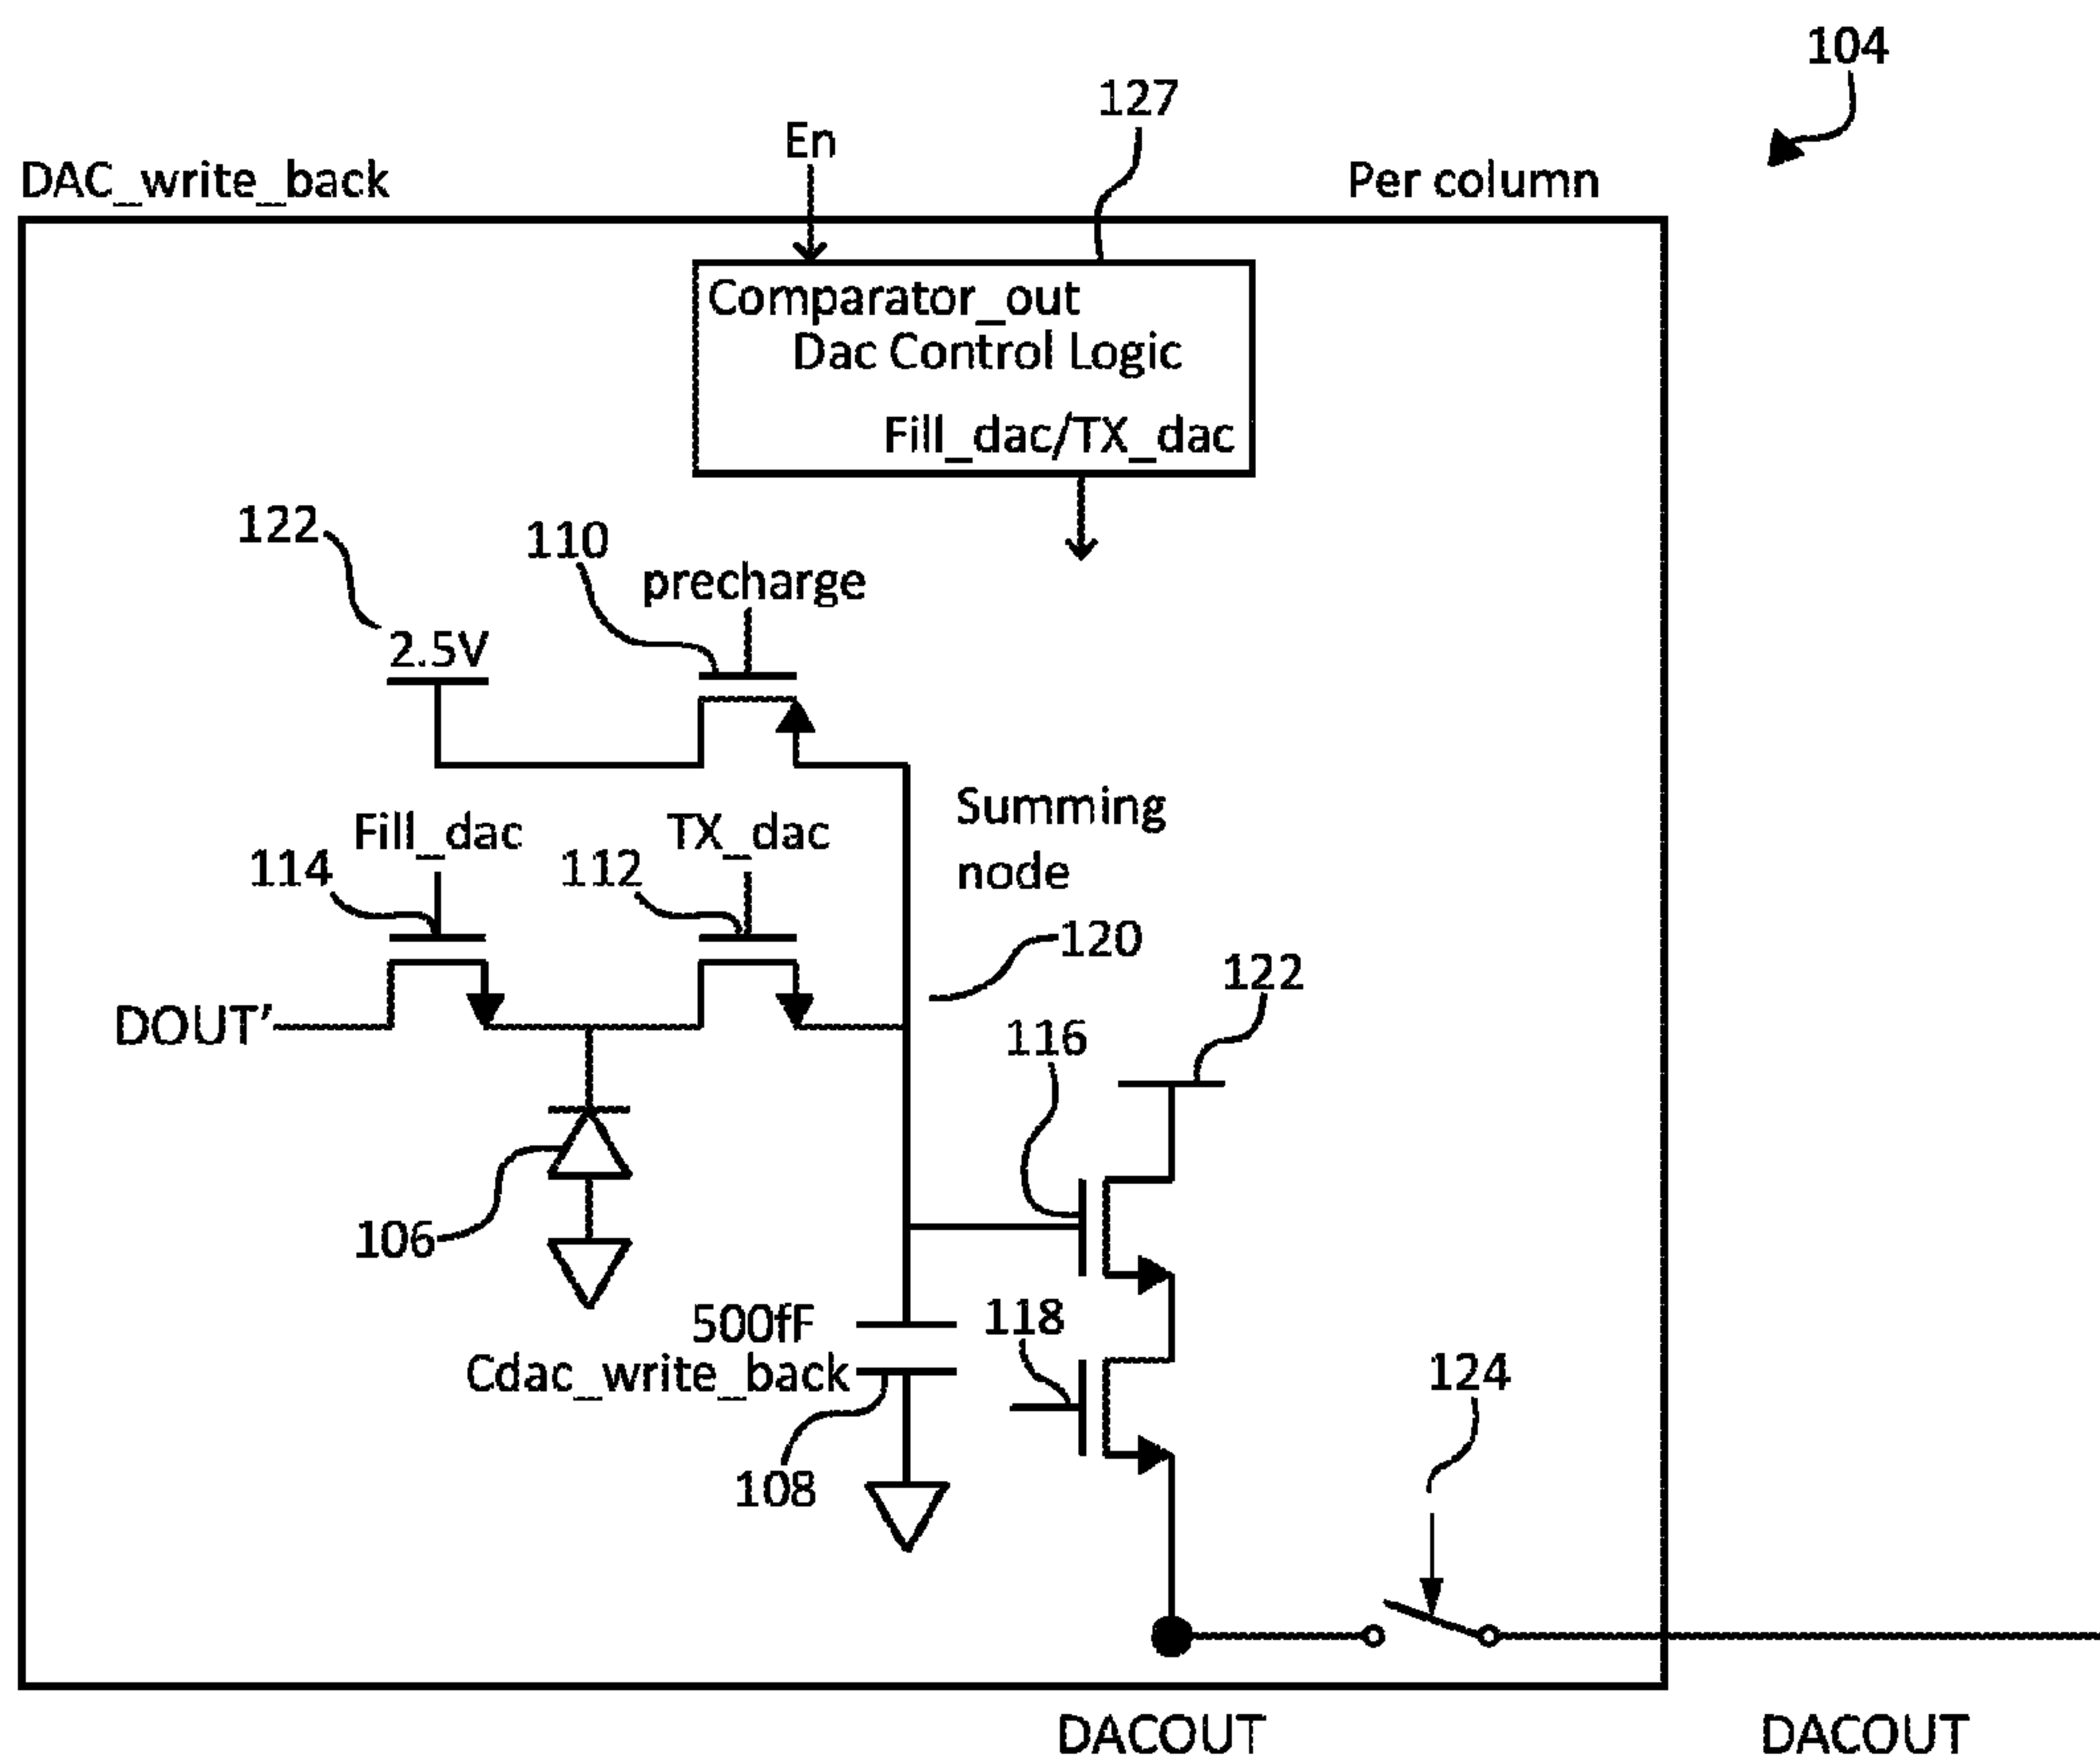 104
127
En
DAC_write_back
Per column
Comparator_out
Dac Control Logic
Fill_dac/TX_dac
122
110
precharge
2.5V
Summing
node
Fill_dac
TX_dac
114
112
120
122
DOUT'
116
106
500fF
118
Cdac_write_back
124
108
DACOUT
DACOUT